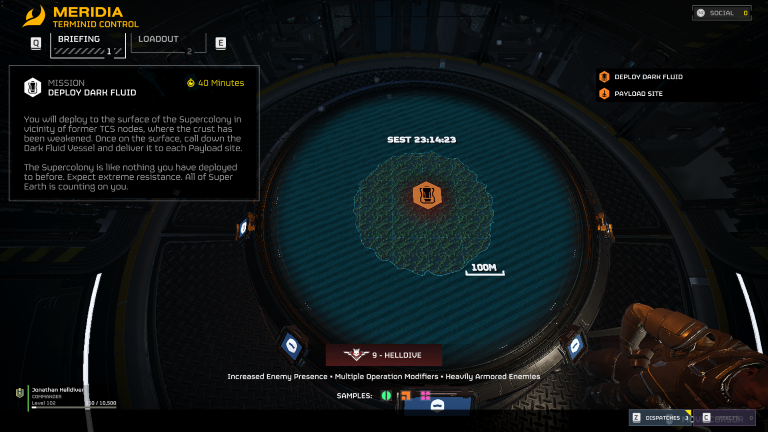 MERIDIA
TERMINID CONTROL
SOCIAL 0
Q BRIEFING 1 LOADOUT 2 E
MISSION
DEPLOY DARK FLUID
40 Minutes
You will deploy to the surface of the Supercolony in
vicinity of former TCS nodes, where the crust has
been weakened. Once on the surface, call down the
Dark Fluid Vessel and deliver it to each Payload site.
The Supercolony is like nothing you have deployed
to before. Expect extreme resistance. All of Super
Earth is counting on you.
DEPLOY DARK FLUID
PAYLOAD SITE
SEST 23:14:23
100M
9 - HELLDIVE
Increased Enemy Presence • Multiple Operation Modifiers • Heavily Armored Enemies
SAMPLES:
Jonathan Helldiver
COMMANDER
Level 102
/ 10,500
Z DISPATCHES 3
C 0